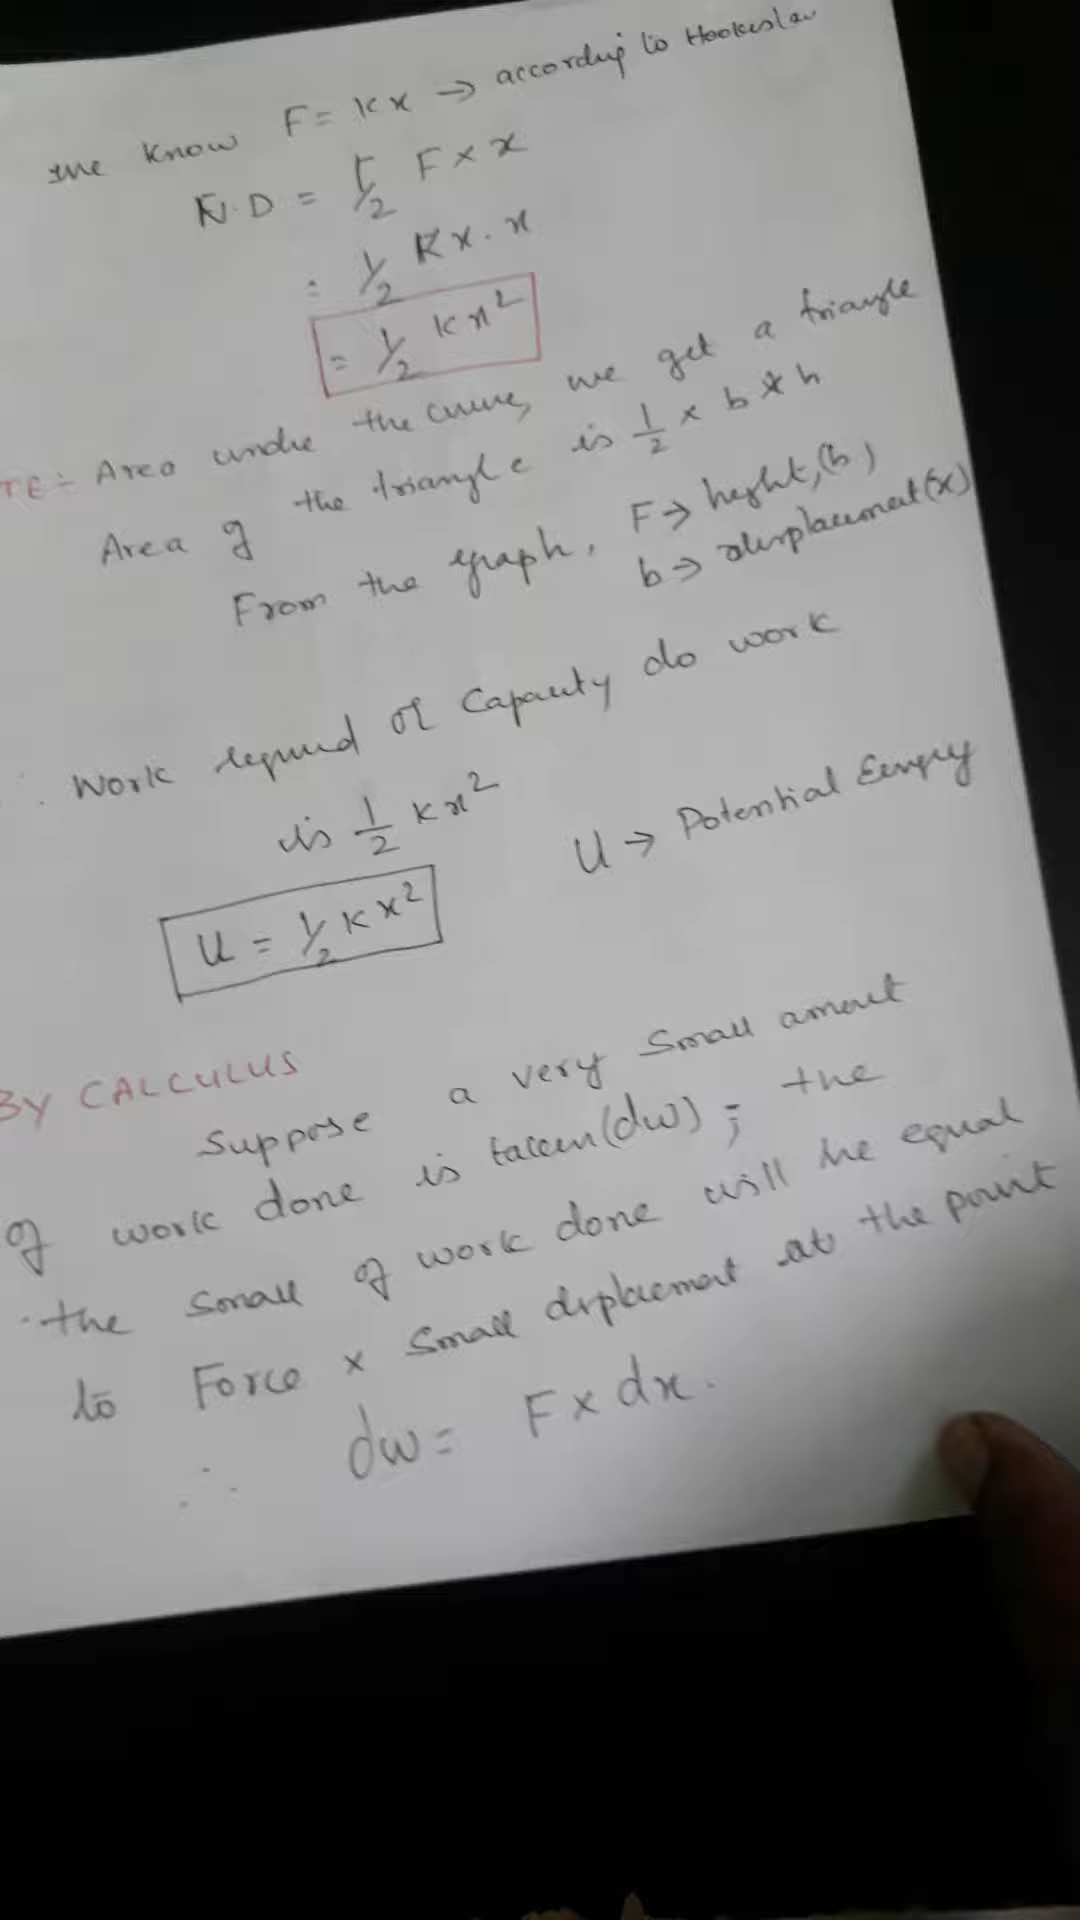 we know F = kx → according to Hookeslaw
W.D = 1/2 F × x
= 1/2 Kx . x
= 1/2 kx²
TE:- Area unde the curve, we get a triangle
Area of the triangle is 1/2 × b * h
From the graph, F → heght, (h)
b → displacement (x)
∴ Work required or Capacity do work
is 1/2 kx²
U = 1/2 kx² U → Potential Energy
BY CALCULUS
Suppose a very small amount
of work done is taken (dw) ; the
the small of work done will be equal
to Force × small displacement at the point
∴ dw = F × dx.